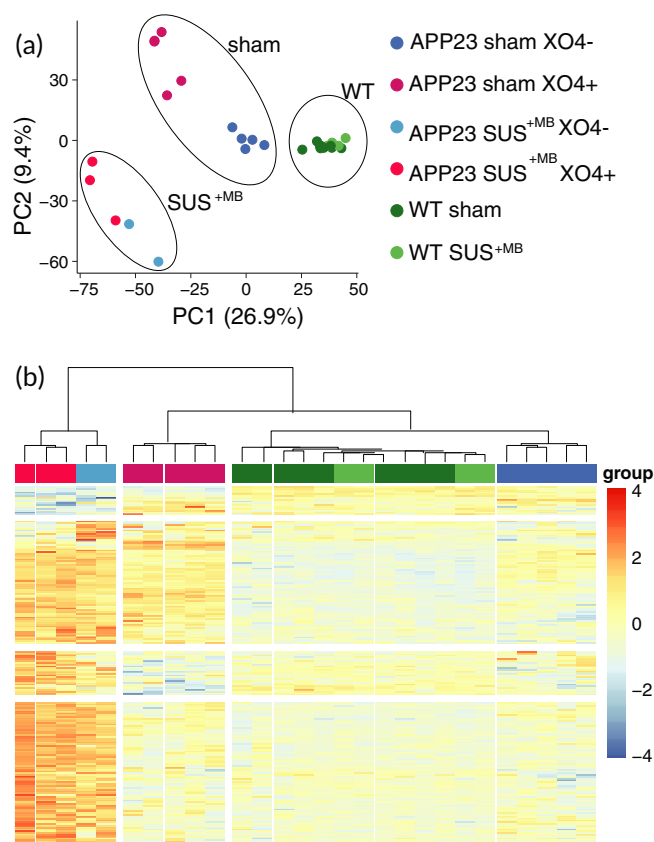 (a)
sham
WT
SUS+MB
30
0
−30
−60
PC2 (9.4%)
−75
−50
−25
0
25
50
PC1 (26.9%)
APP23 sham XO4-
APP23 sham XO4+
APP23 SUS+MB XO4-
APP23 SUS+MB XO4+
WT sham
WT SUS+MB
(b)
group
4
2
0
−2
−4